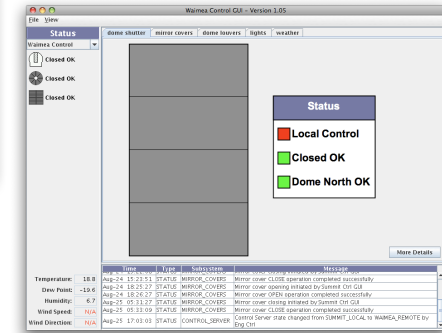 Waimea Control GUI - Version 1.05
File View
Status
Waimea Control
Closed OK
Closed OK
Closed OK
dome shutter mirror covers dome louvers lights weather
Status
Local Control
Closed OK
Dome North OK
More Details
Temperature: 18.8
Dew Point: -19.6
Humidity: 6.7
Wind Speed: N/A
Wind Direction: N/A
Time Type Subsystem Message
Aug-24 15:23:51 STATUS MIRROR_COVERS Mirror cover CLOSE operation completed successfully
Aug-24 18:25:27 STATUS MIRROR_COVERS Mirror cover opening initiated by Summit Ctrl GUI
Aug-24 18:26:27 STATUS MIRROR_COVERS Mirror cover OPEN operation completed successfully
Aug-25 05:31:27 STATUS MIRROR_COVERS Mirror cover closing initiated by Summit Ctrl GUI
Aug-25 05:33:09 STATUS MIRROR_COVERS Mirror cover CLOSE operation completed successfully
Aug-25 17:03:03 STATUS CONTROL_SERVER Control Server state changed from SUMMIT_LOCAL to WAIMEA_REMOTE by
Eng Ctrl